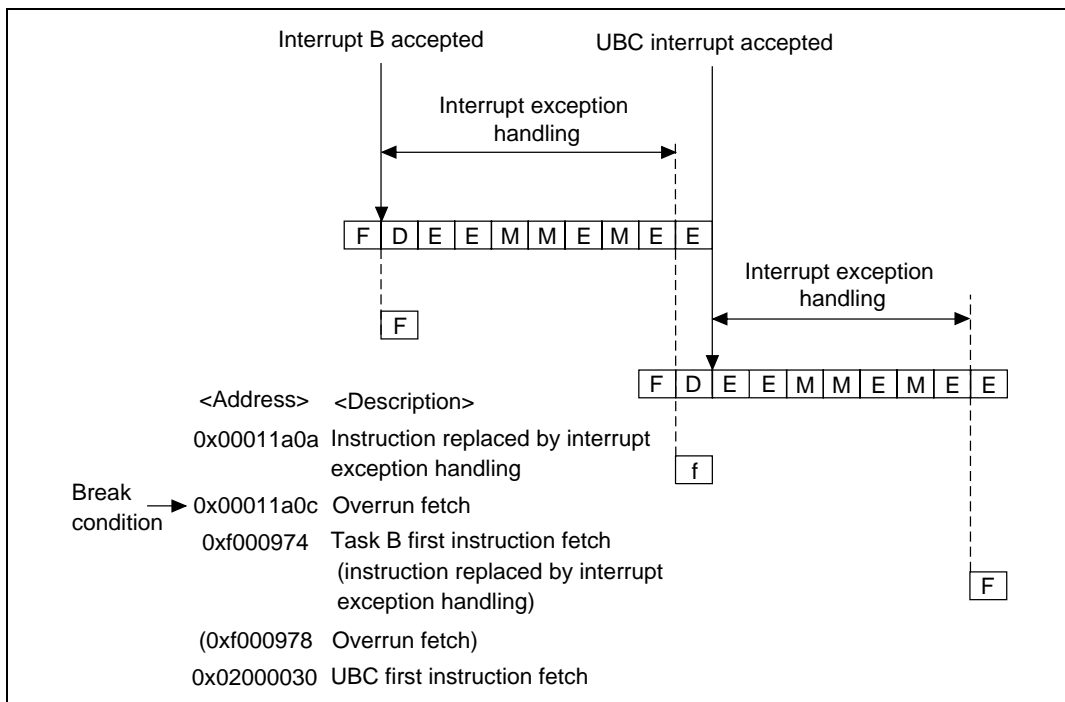 Interrupt B accepted
UBC interrupt accepted
Interrupt exception
handling
F D E E M M E M E E
Interrupt exception
handling
F
F D E E M M E M E E
<Address> <Description>
0x00011a0a Instruction replaced by interrupt
exception handling
f
Break
condition
0x00011a0c Overrun fetch
0xf000974 Task B first instruction fetch
(instruction replaced by interrupt
exception handling)
F
(0xf000978 Overrun fetch)
0x02000030 UBC first instruction fetch